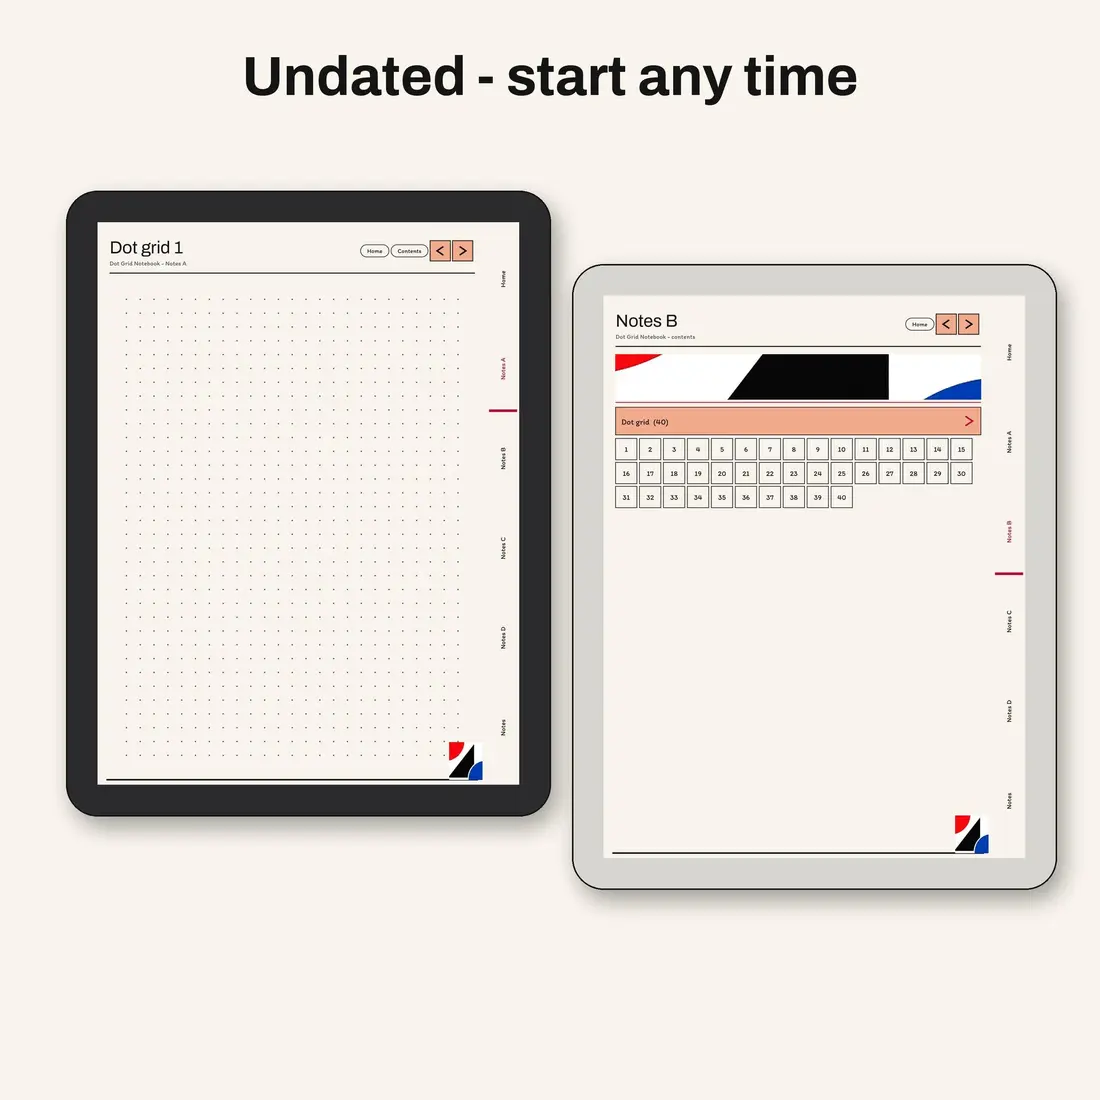 Undated - start any time
Dot grid 1
Dot Grid Notebook - Notes A
Home
Contents
Home
Notes A
Notes B
Notes C
Notes D
Notes
Notes B
Dot Grid Notebook - contents
Home
Dot grid (40)
1 2 3 4 5 6 7 8 9 10 11 12 13 14 15
16 17 18 19 20 21 22 23 24 25 26 27 28 29 30
31 32 33 34 35 36 37 38 39 40
Home
Notes A
Notes B
Notes C
Notes D
Notes